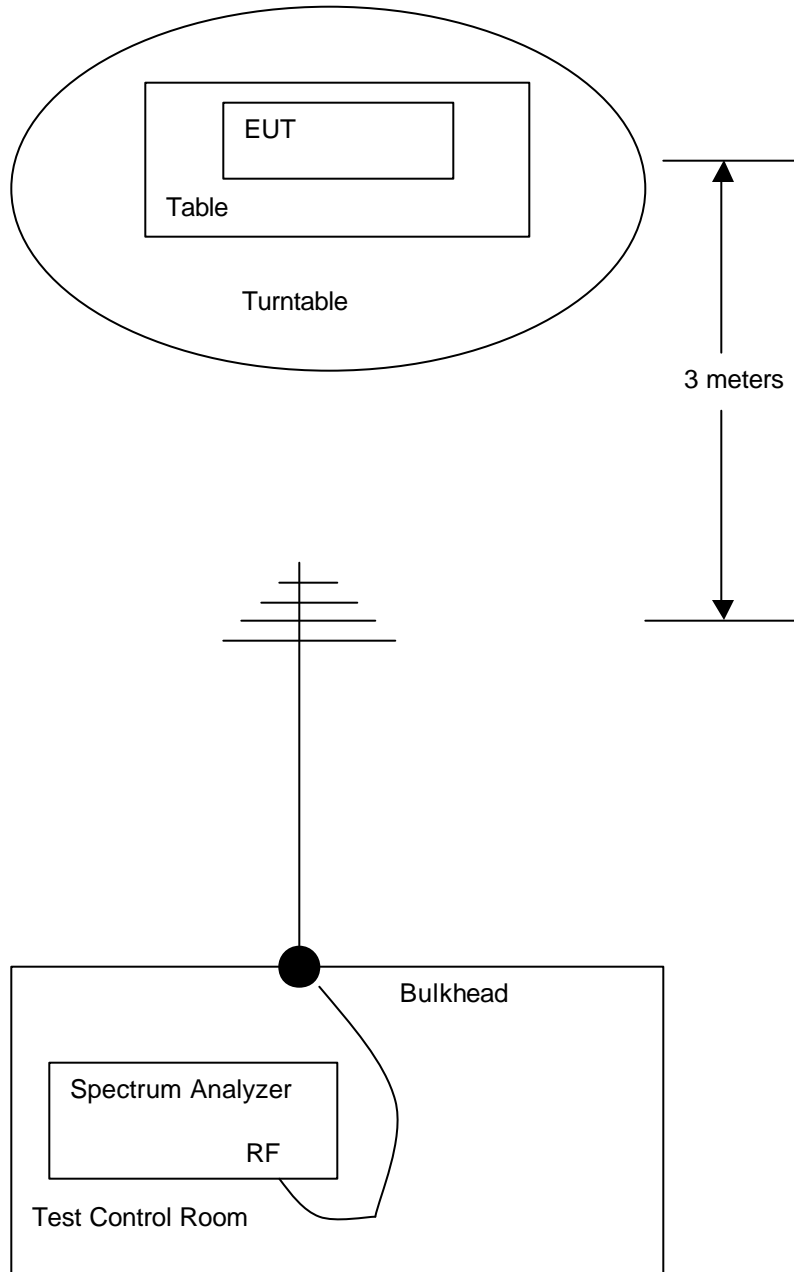 EUT
Table
Turntable
3 meters
Bulkhead
Spectrum Analyzer
RF
Test Control Room